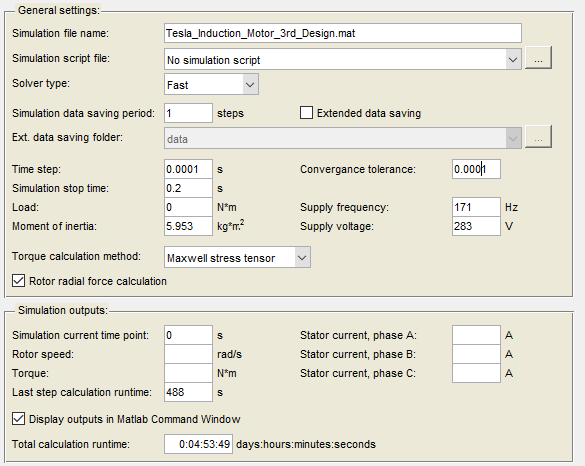 General settings:
Simulation file name: Tesla_Induction_Motor_3rd_Design.mat
Simulation script file: No simulation script ...
Solver type: Fast
Simulation data saving period: 1 steps Extended data saving
Ext. data saving folder: data ...
Time step: 0.0001 s Convergance tolerance: 0.0001
Simulation stop time: 0.2 s
Load: 0 N*m Supply frequency: 171 Hz
Moment of inertia: 5.953 kg*m² Supply voltage: 283 V
Torque calculation method: Maxwell stress tensor
Rotor radial force calculation
Simulation outputs:
Simulation current time point: 0 s Stator current, phase A: A
Rotor speed: rad/s Stator current, phase B: A
Torque: N*m Stator current, phase C: A
Last step calculation runtime: 488 s
Display outputs in Matlab Command Window
Total calculation runtime: 0:04:53:49 days:hours:minutes:seconds